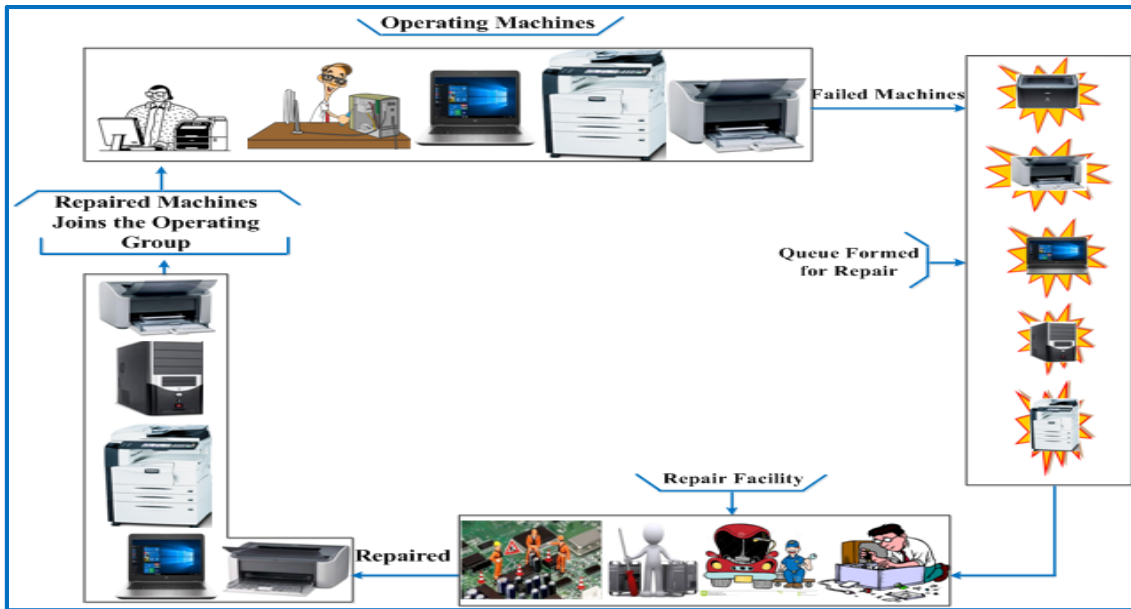 Operating Machines
Failed Machines
Repaired Machines
Joins the Operating
Group
Queue Formed
for Repair
Repair Facility
Repaired